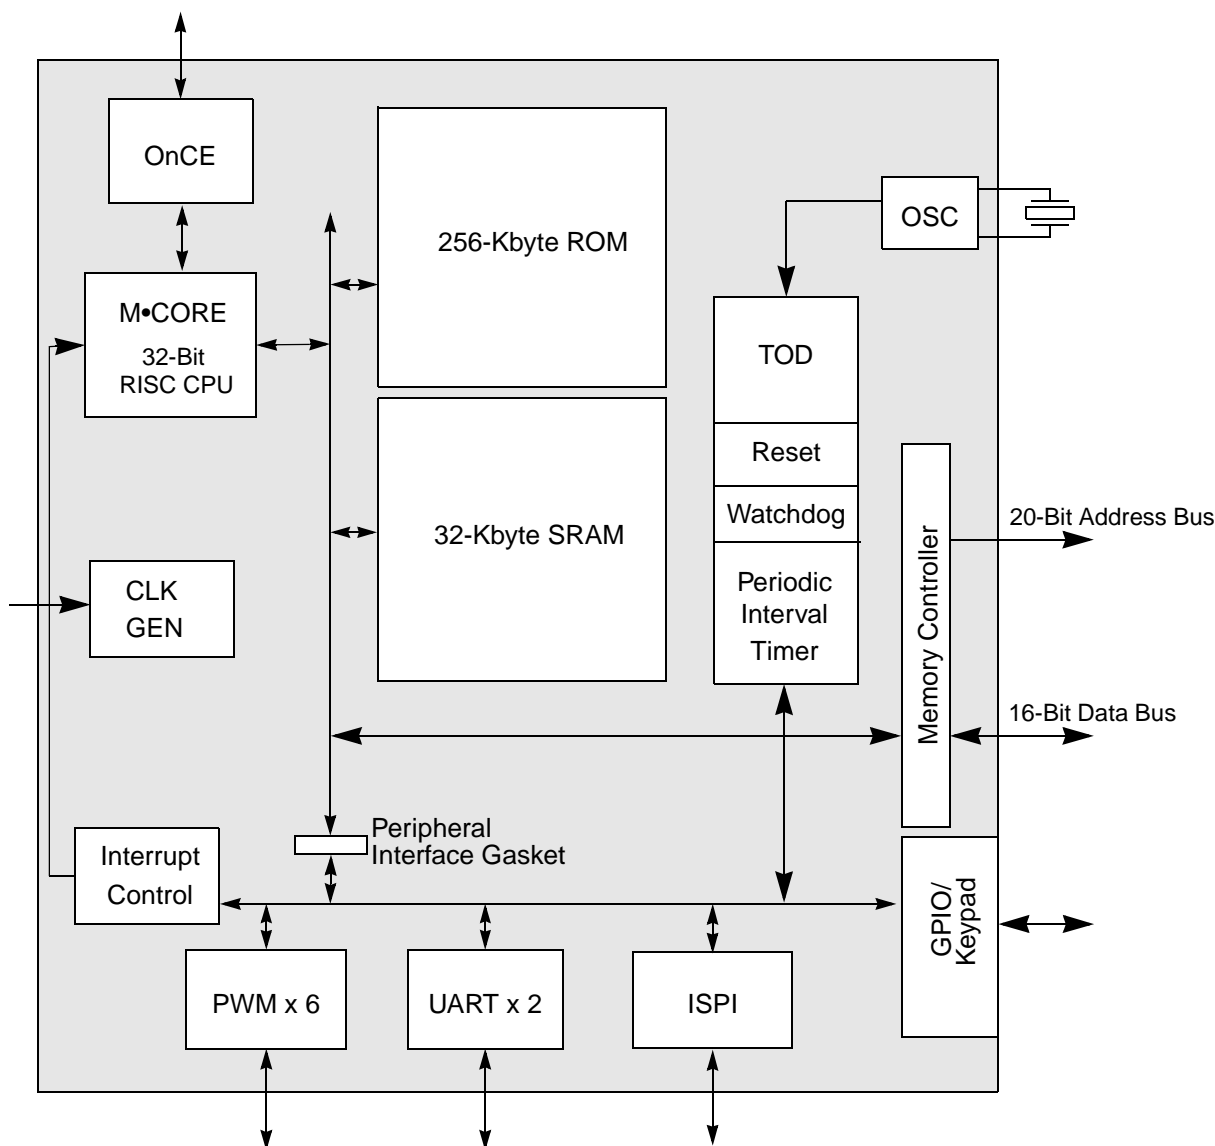 OnCE
256-Kbyte ROM
OSC
M•CORE
32-Bit
RISC CPU
TOD
Reset
Watchdog
Periodic
Interval
Timer
32-Kbyte SRAM
CLK
GEN
Memory Controller
20-Bit Address Bus
16-Bit Data Bus
Peripheral
Interface Gasket
Interrupt
Control
GPIO/
Keypad
PWM x 6
UART x 2
ISPI